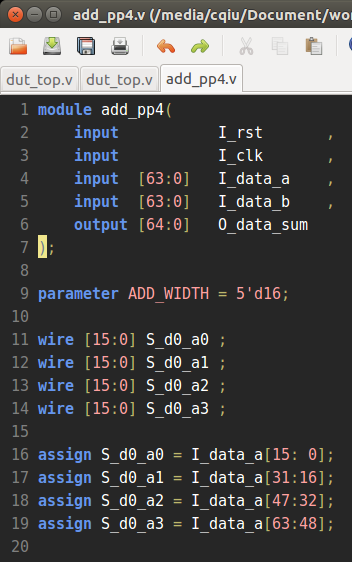 add_pp4.v (/media/cqiu/Document/wor
dut_top.v dut_top.v add_pp4.v
1 module add_pp4(
2     input           I_rst       ,
3     input           I_clk       ,
4     input  [63:0]   I_data_a    ,
5     input  [63:0]   I_data_b    ,
6     output [64:0]   O_data_sum
7 );
8
9 parameter ADD_WIDTH = 5'd16;
10
11 wire [15:0] S_d0_a0 ;
12 wire [15:0] S_d0_a1 ;
13 wire [15:0] S_d0_a2 ;
14 wire [15:0] S_d0_a3 ;
15
16 assign S_d0_a0 = I_data_a[15: 0];
17 assign S_d0_a1 = I_data_a[31:16];
18 assign S_d0_a2 = I_data_a[47:32];
19 assign S_d0_a3 = I_data_a[63:48];
20